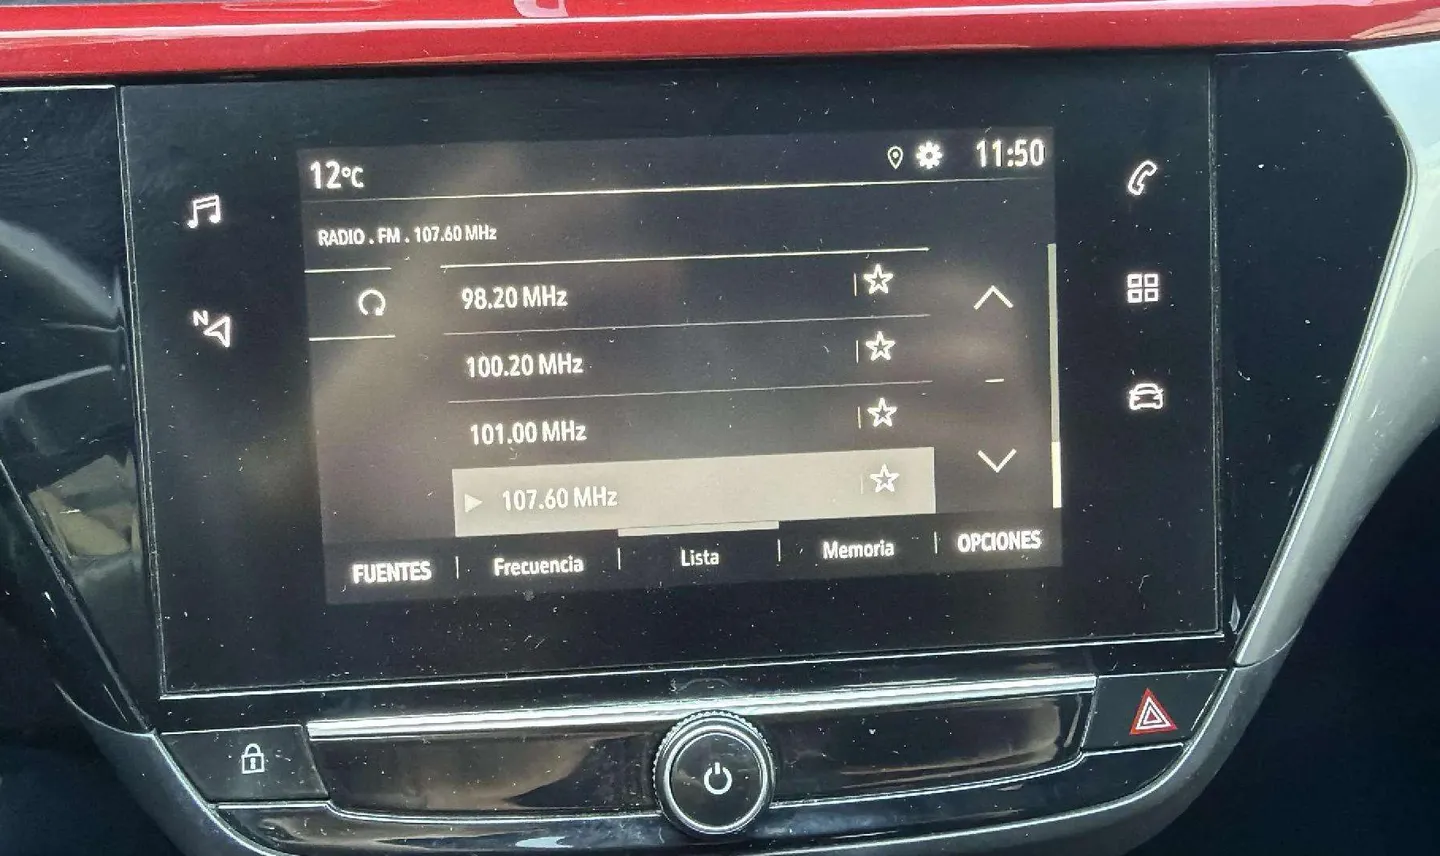 12°C 11:50
RADIO . FM . 107.60 MHz
98.20 MHz
100.20 MHz
101.00 MHz
107.60 MHz
FUENTES Frecuencia Lista Memoria OPCIONES
N